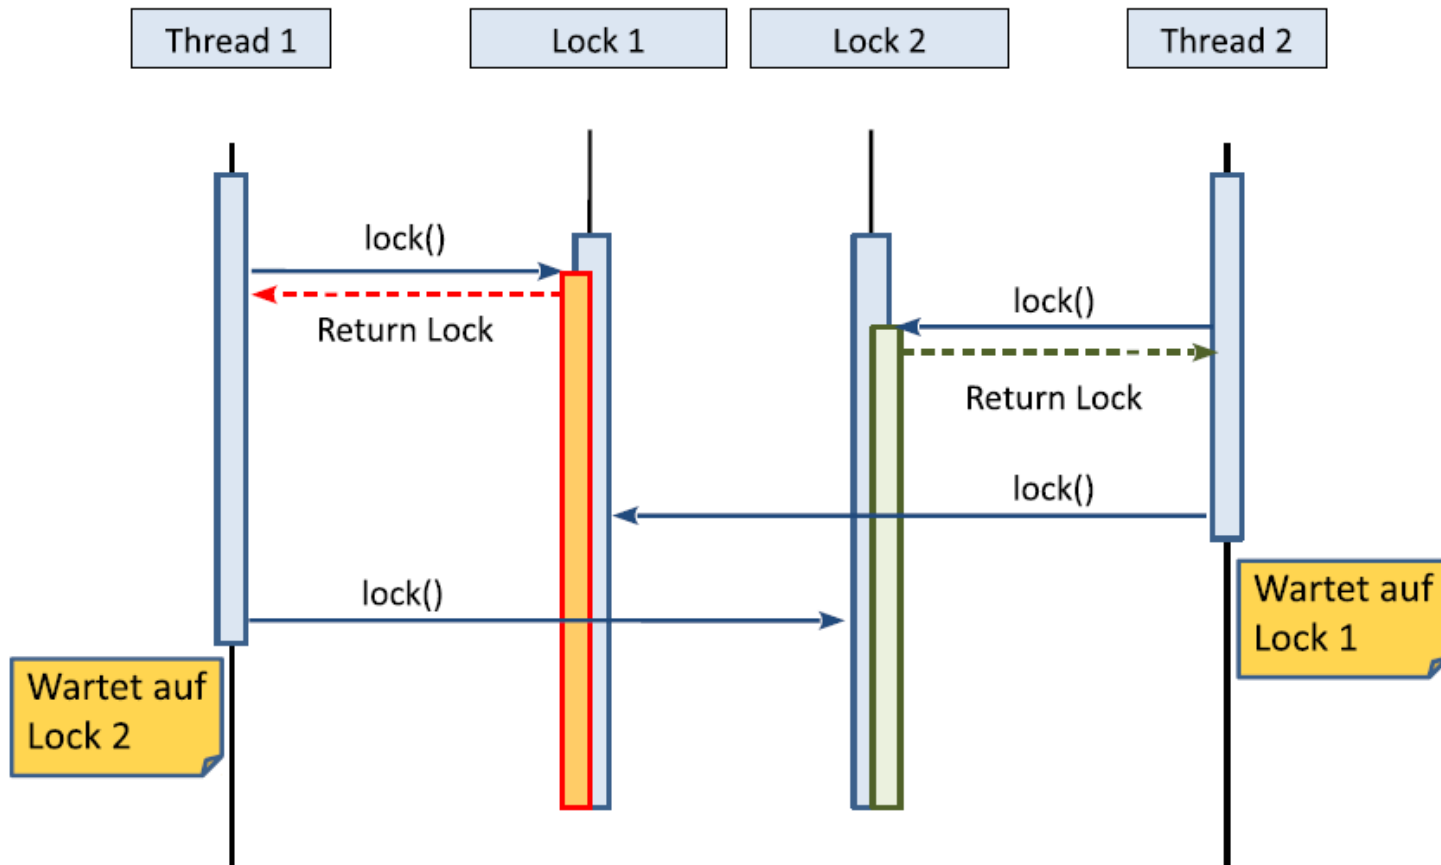 Thread 1
Lock 1
Lock 2
Thread 2
lock()
Return Lock
lock()
Return Lock
lock()
lock()
Wartet auf
Lock 1
Wartet auf
Lock 2